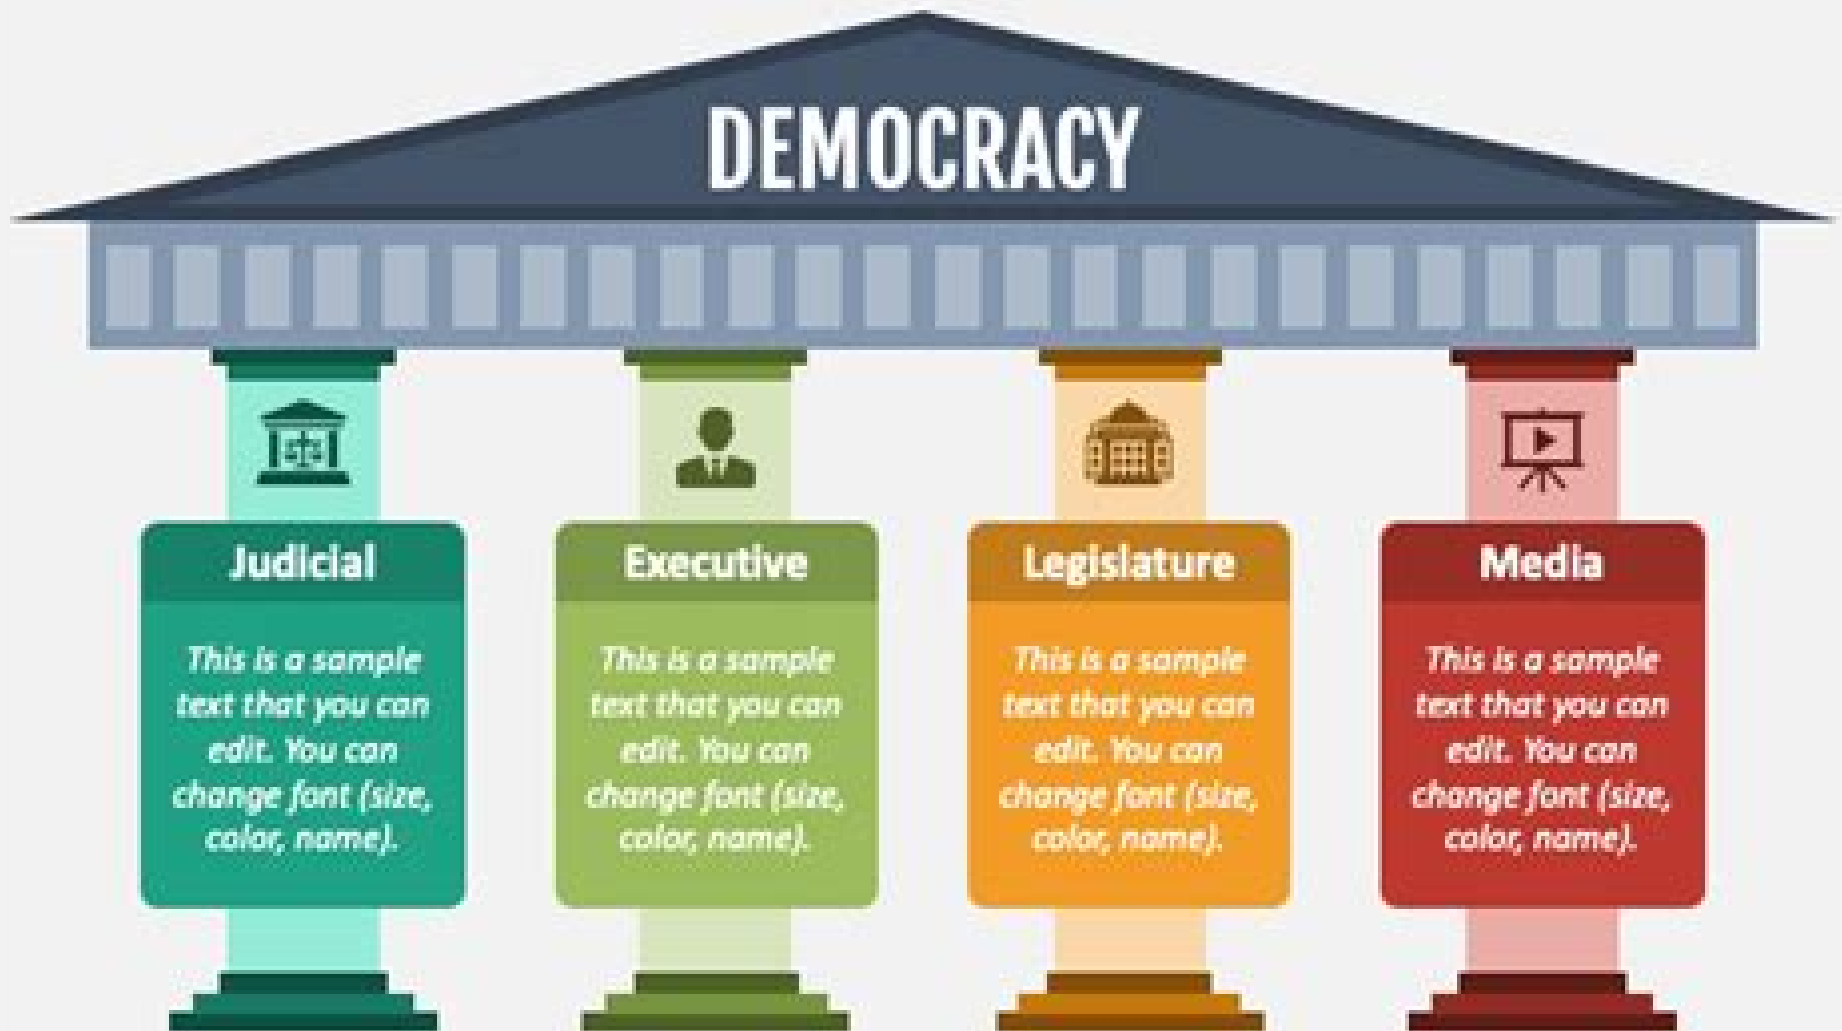 DEMOCRACY
Judicial
This is a sample
text that you can
edit. You can
change font (size,
color, name).
Executive
This is a sample
text that you can
edit. You can
change font (size,
color, name).
Legislature
This is a sample
text that you can
edit. You can
change font (size,
color, name).
Media
This is a sample
text that you can
edit. You can
change font (size,
color, name).